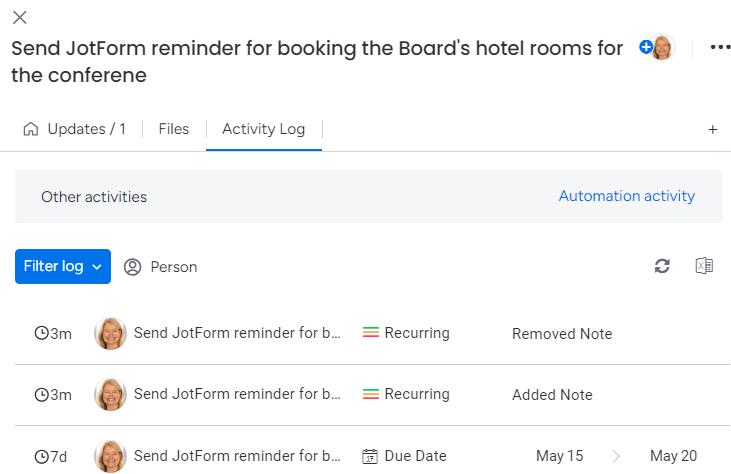 Send JotForm reminder for booking the Board's hotel rooms for
the conferene
Updates / 1 Files Activity Log +
Other activities Automation activity
Filter log Person
3m Send JotForm reminder for b... Recurring Removed Note
3m Send JotForm reminder for b... Recurring Added Note
7d Send JotForm reminder for b... 17 Due Date May 15 May 20